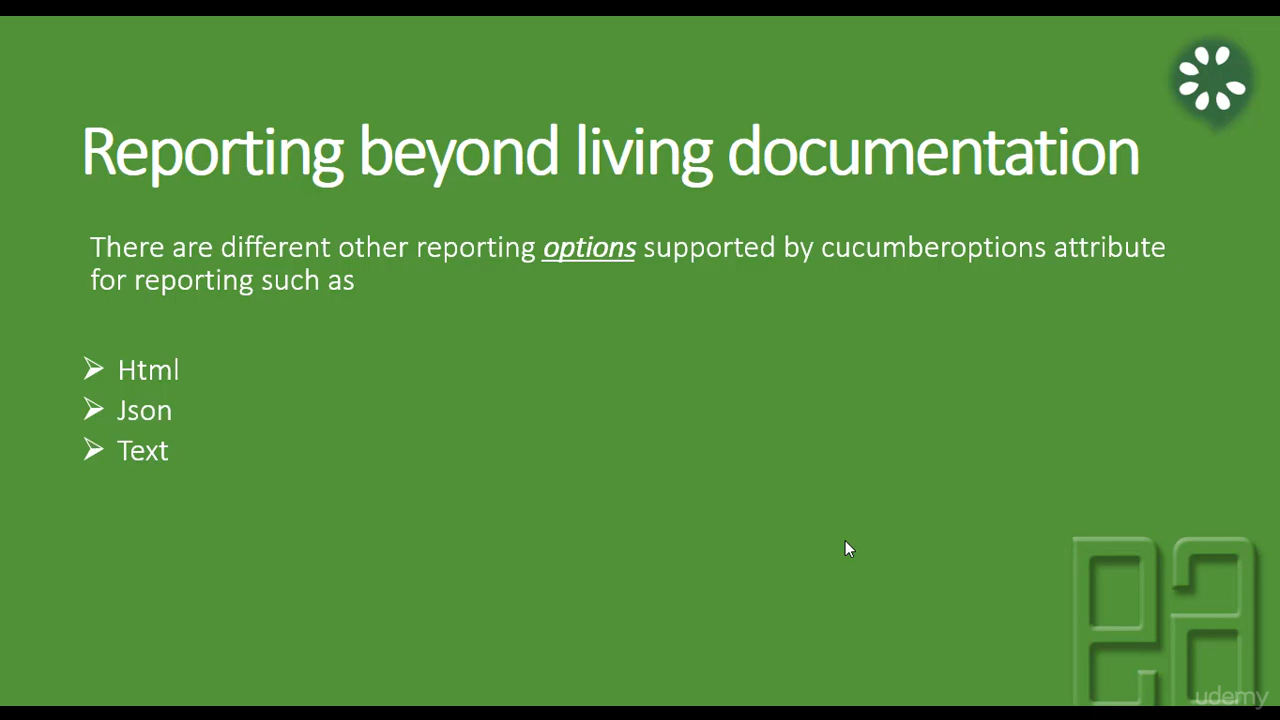 Reporting beyond living documentation
There are different other reporting options supported by cucumberoptions attribute
for reporting such as
Html
Json
Text
ea
udemy